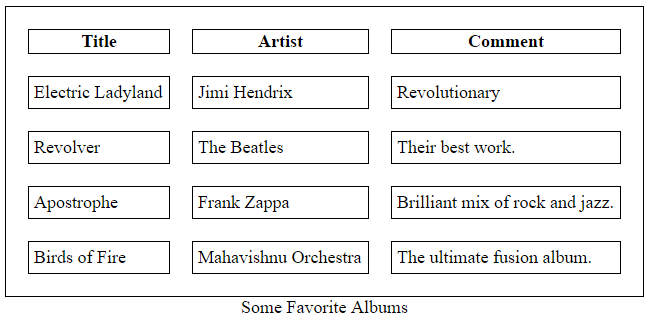 Title Artist Comment
Electric Ladyland Jimi Hendrix Revolutionary
Revolver The Beatles Their best work.
Apostrophe Frank Zappa Brilliant mix of rock and jazz.
Birds of Fire Mahavishnu Orchestra The ultimate fusion album.
Some Favorite Albums